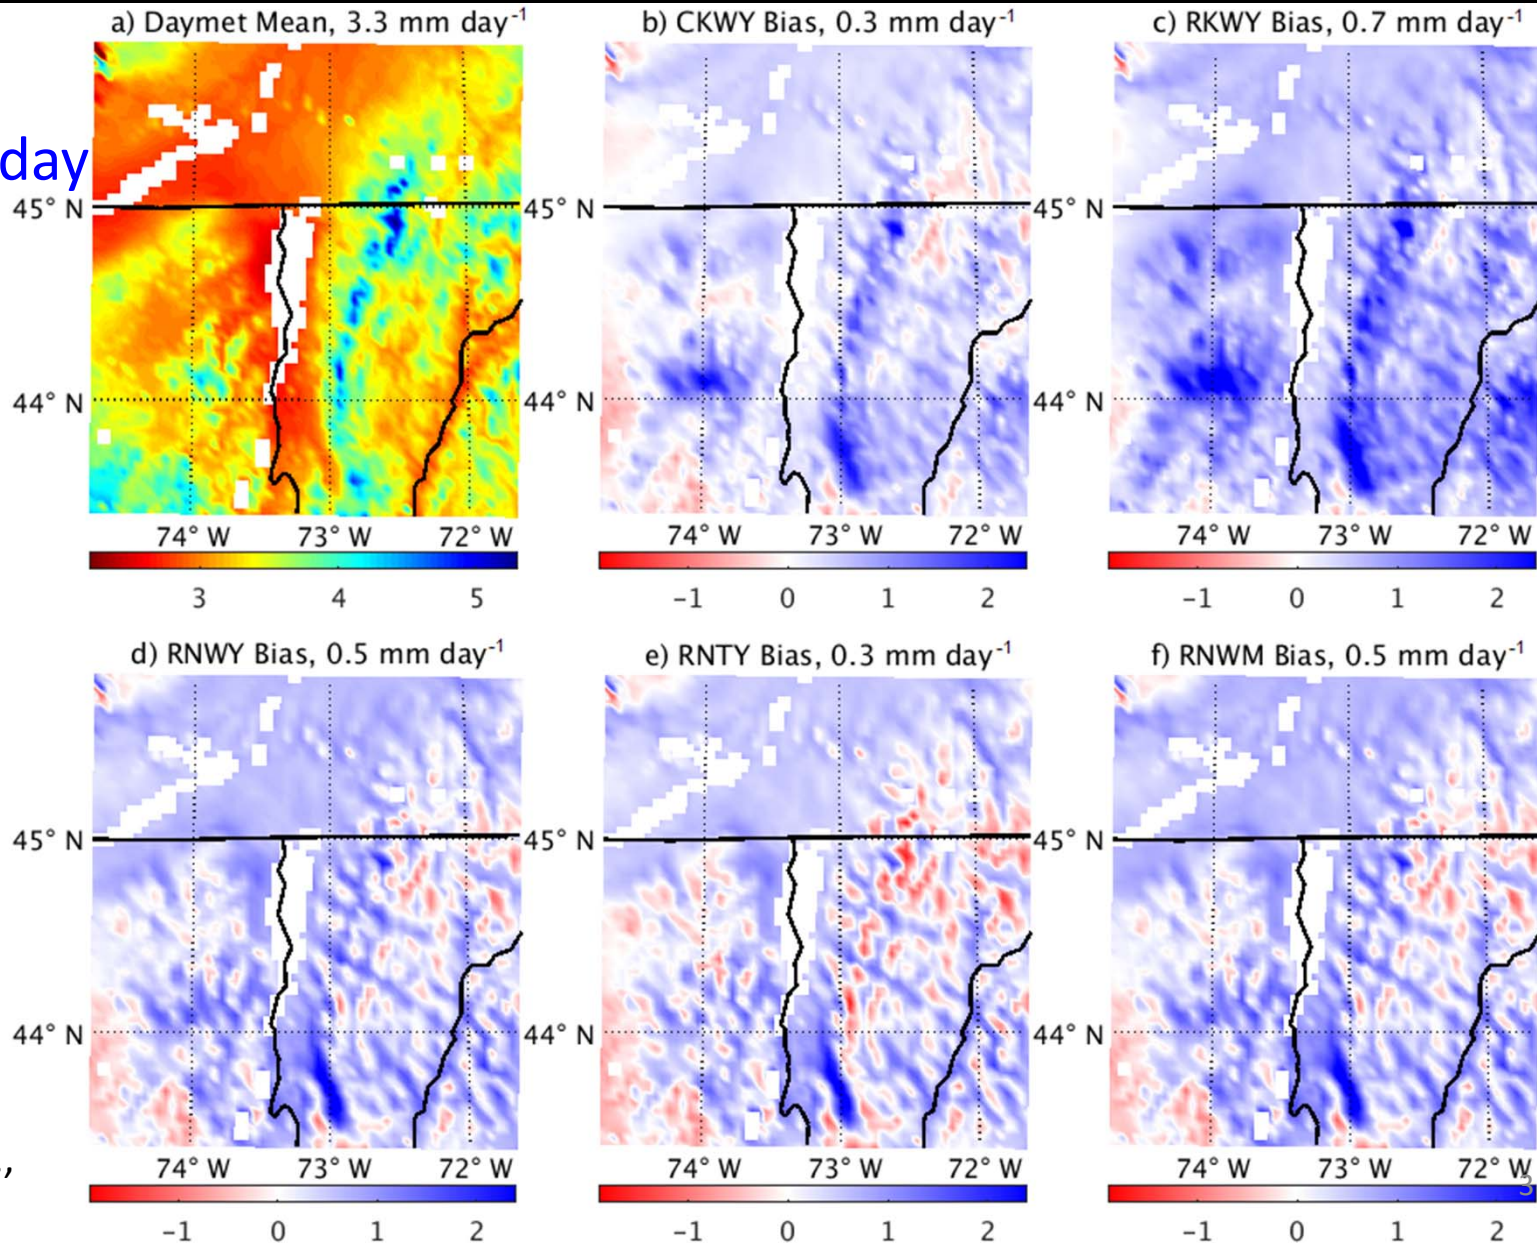 a) Daymet Mean, 3.3 mm day⁻¹
b) CKWY Bias, 0.3 mm day⁻¹
c) RKWY Bias, 0.7 mm day⁻¹
day
45° N
45° N
45° N
44° N
44° N
44° N
74° W 73° W 72° W
74° W 73° W 72° W
74° W 73° W 72° W
3 4 5
−1 0 1 2
−1 0 1 2
d) RNWY Bias, 0.5 mm day⁻¹
e) RNTY Bias, 0.3 mm day⁻¹
f) RNWM Bias, 0.5 mm day⁻¹
45° N
45° N
45° N
44° N
44° N
44° N
,
74° W 73° W 72° W
74° W 73° W 72° W
74° W 73° W 72° W
3
−1 0 1 2
−1 0 1 2
−1 0 1 2